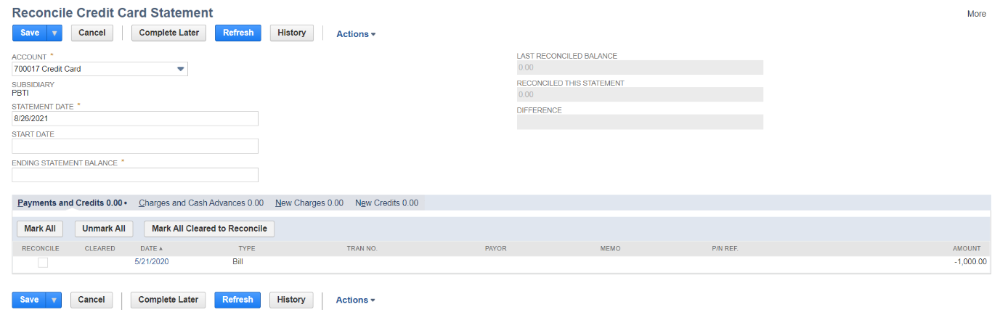 Reconcile Credit Card Statement
More
Save ▼ Cancel Complete Later Refresh History Actions ▾
ACCOUNT *
700017 Credit Card
SUBSIDIARY
PBTI
STATEMENT DATE *
8/26/2021
START DATE
ENDING STATEMENT BALANCE *
LAST RECONCILED BALANCE
0.00
RECONCILED THIS STATEMENT
0.00
DIFFERENCE
Payments and Credits 0.00 • Charges and Cash Advances 0.00 New Charges 0.00 New Credits 0.00
Mark All Unmark All Mark All Cleared to Reconcile
RECONCILE CLEARED DATE ▲ TYPE TRAN NO. PAYOR MEMO P/N REF. AMOUNT
5/21/2020 Bill -1,000.00
Save ▼ Cancel Complete Later Refresh History Actions ▾